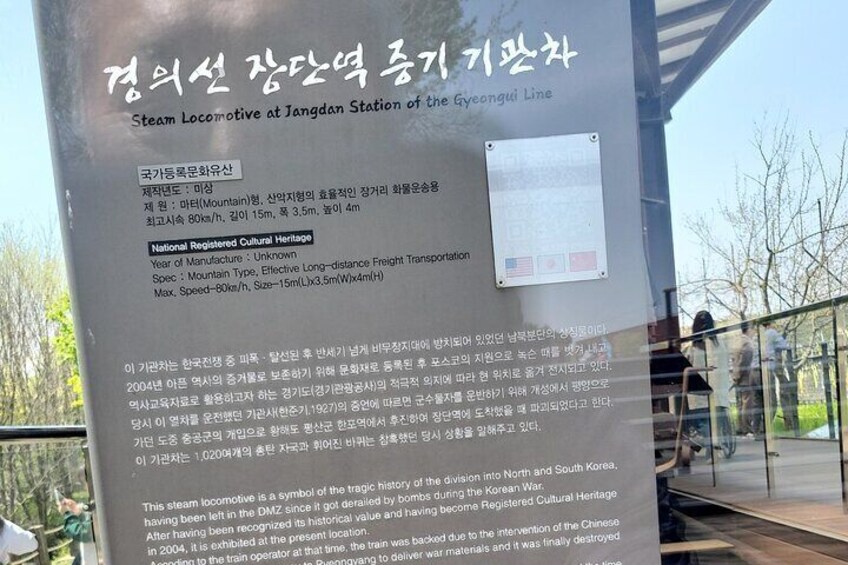 경의선 장단역 증기 기관차
Steam Locomotive at Jangdan Station of the Gyeongui Line
국가등록문화유산
제작년도 : 미상
제 원 : 마터(Mountain)형, 산악지형의 효율적인 장거리 화물운송용
최고시속 80km/h, 길이 15m, 폭 3.5m, 높이 4m
National Registered Cultural Heritage
Year of Manufacture : Unknown
Spec : Mountain Type, Effective Long-distance Freight Transportation
Max. Speed-80km/h, Size-15m(L)x3.5m(W)x4m(H)
이 기관차는 한국전쟁 중 피폭 · 탈선된 후 반세기 넘게 비무장지대에 방치되어 있었던 남북분단의 상징물이다.
2004년 아픈 역사의 증거물로 보존하기 위해 문화재로 등록된 후 포스코의 지원으로 녹슨 때를 벗겨 내고
역사교육자료로 활용하고자 하는 경기도(경기관광공사)의 적극적 의지에 따라 현 위치로 옮겨 전시되고 있다.
당시 이 열차를 운전했던 기관사(한준기,1927)의 증언에 따르면 군수물자를 운반하기 위해 개성에서 평양으로
가던 도중 중공군의 개입으로 황해도 평산군 한포역에서 후진하여 장단역에 도착했을 때 파괴되었다고 한다.
이 기관차는 1,020여개의 총탄 자국과 휘어진 바퀴는 참혹했던 당시 상황을 말해주고 있다.
This steam locomotive is a symbol of the tragic history of the division into North and South Korea,
having been left in the DMZ since it got derailed by bombs during the Korean War.
After having been recognized its historical value and having become Registered Cultural Heritage
in 2004, it is exhibited at the present location.
According to the train operator at that time, the train was backed due to the intervention of the Chinese
to Pyeongyang to deliver war materials and it was finally destroyed